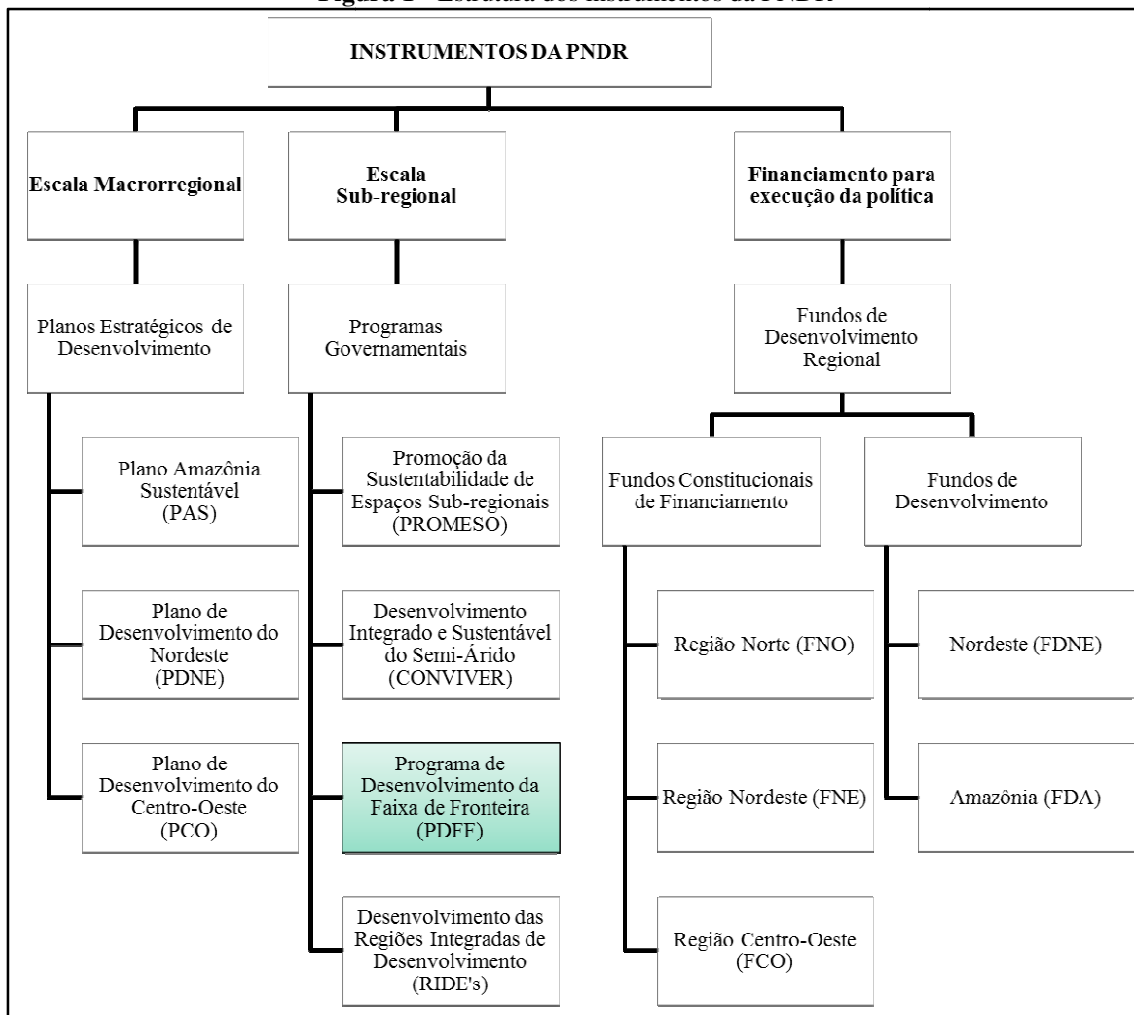 INSTRUMENTOS DA PNDR
Escala Macrorregional
Escala
Sub-regional
Financiamento para
execução da política
Planos Estratégicos de
Desenvolvimento
Programas
Governamentais
Fundos de
Desenvolvimento
Regional
Plano Amazônia
Sustentável
(PAS)
Promoção da
Sustentabilidade de
Espaços Sub-regionais
(PROMESO)
Fundos Constitucionais
de Financiamento
Fundos de
Desenvolvimento
Plano de
Desenvolvimento do
Nordeste
(PDNE)
Desenvolvimento
Integrado e Sustentável
do Semi-Árido
(CONVIVER)
Região Norte (FNO)
Nordeste (FDNE)
Plano de
Desenvolvimento do
Centro-Oeste
(PCO)
Programa de
Desenvolvimento da
Faixa de Fronteira
(PDFF)
Região Nordeste (FNE)
Amazônia (FDA)
Desenvolvimento das
Regiões Integradas de
Desenvolvimento
(RIDE's)
Região Centro-Oeste
(FCO)